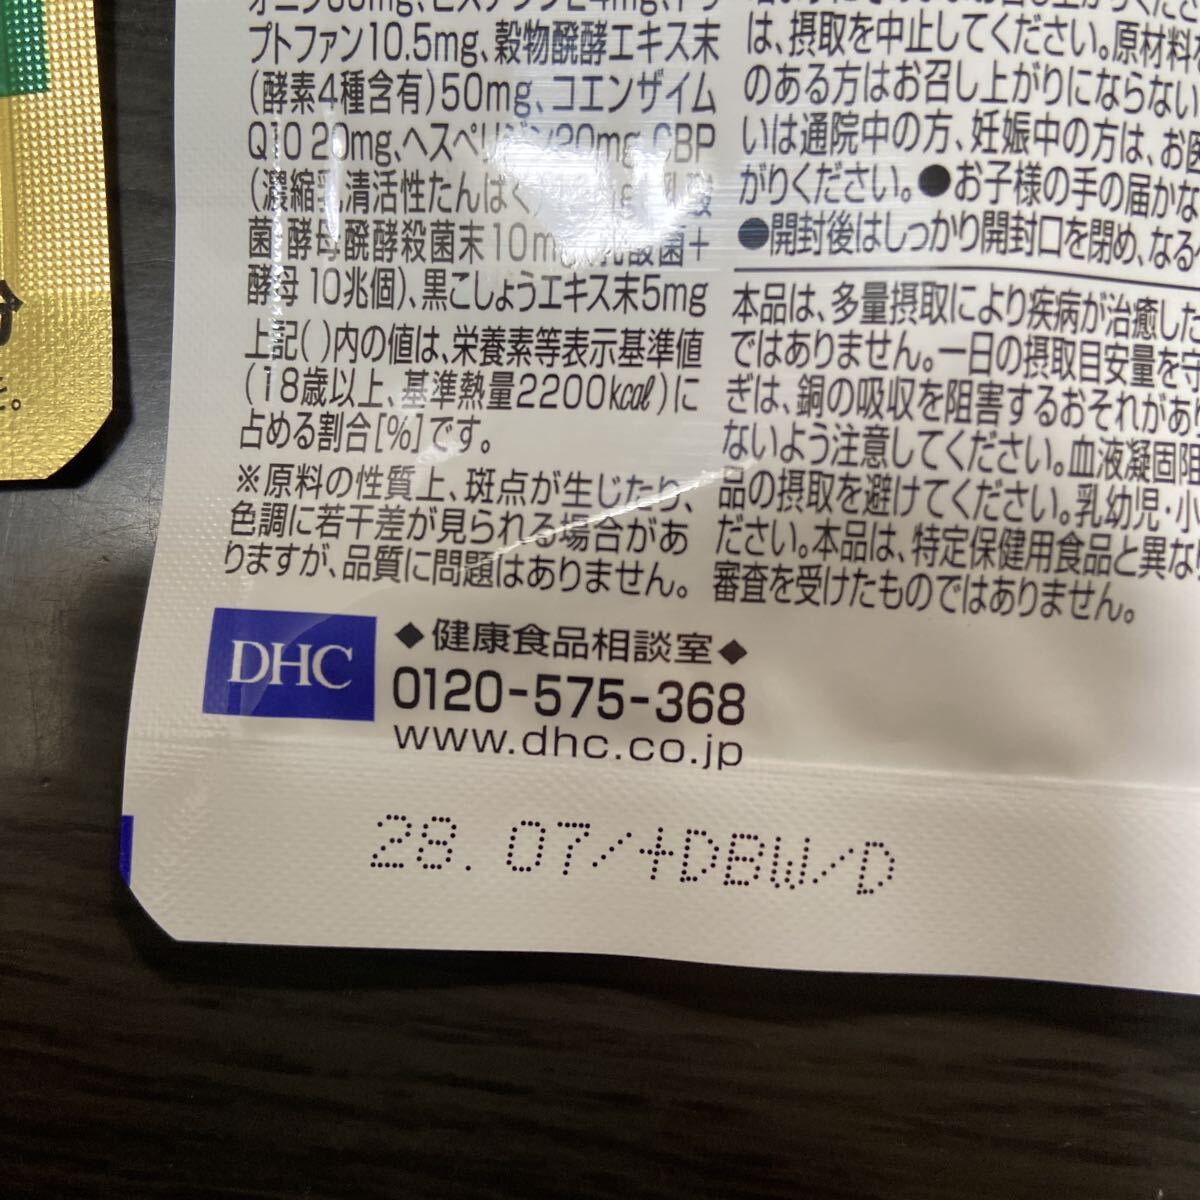 プトファン10.5mg、穀物醗酵エキス末
(酵素4種含有)50mg、コエンザイム
Q10 20mg、ヘスペリジン20mg、CBP
(濃縮乳清活性たんぱく
菌・酵母醗酵殺菌末10mg(乳酸菌+
酵母 10兆個)、黒こしょうエキス末5mg
上記( )内の値は、栄養素等表示基準値
(18歳以上、基準熱量2200kcal)に
占める割合[%]です。
※原料の性質上、斑点が生じたり、
色調に若干差が見られる場合があ
りますが、品質に問題はありません。
は、摂取を中止してください。原材料
のある方はお召し上がりにならない
いは通院中の方、妊娠中の方は、お医
がりください。●お子様の手の届かな
●開封後はしっかり開封口を閉め、なる
本品は、多量摂取により疾病が治癒した
ではありません。一日の摂取目安量を守
ぎは、銅の吸収を阻害するおそれがあり
ないよう注意してください。血液凝固阻
品の摂取を避けてください。乳幼児・小
ださい。本品は、特定保健用食品と異なり
審査を受けたものではありません。
DHC
◆健康食品相談室◆
0120-575-368
www.dhc.co.jp
28. 07/+DBW/D